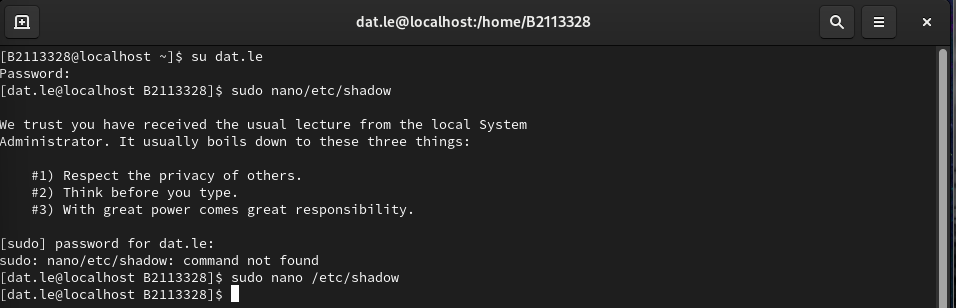 dat.le@localhost:/home/B2113328
[B2113328@localhost ~]$ su dat.le
Password:
[dat.le@localhost B2113328]$ sudo nano/etc/shadow
We trust you have received the usual lecture from the local System
Administrator. It usually boils down to these three things:
#1) Respect the privacy of others.
#2) Think before you type.
#3) With great power comes great responsibility.
[sudo] password for dat.le:
sudo: nano/etc/shadow: command not found
[dat.le@localhost B2113328]$ sudo nano /etc/shadow
[dat.le@localhost B2113328]$